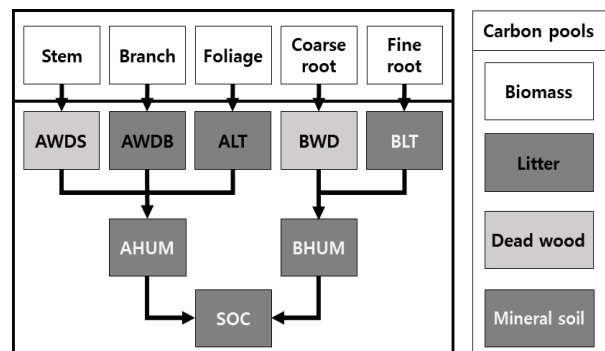 Stem
Branch
Foliage
Coarse
root
Fine
root
AWDS
AWDB
ALT
BWD
BLT
AHUM
BHUM
SOC
Carbon pools
Biomass
Litter
Dead wood
Mineral soil